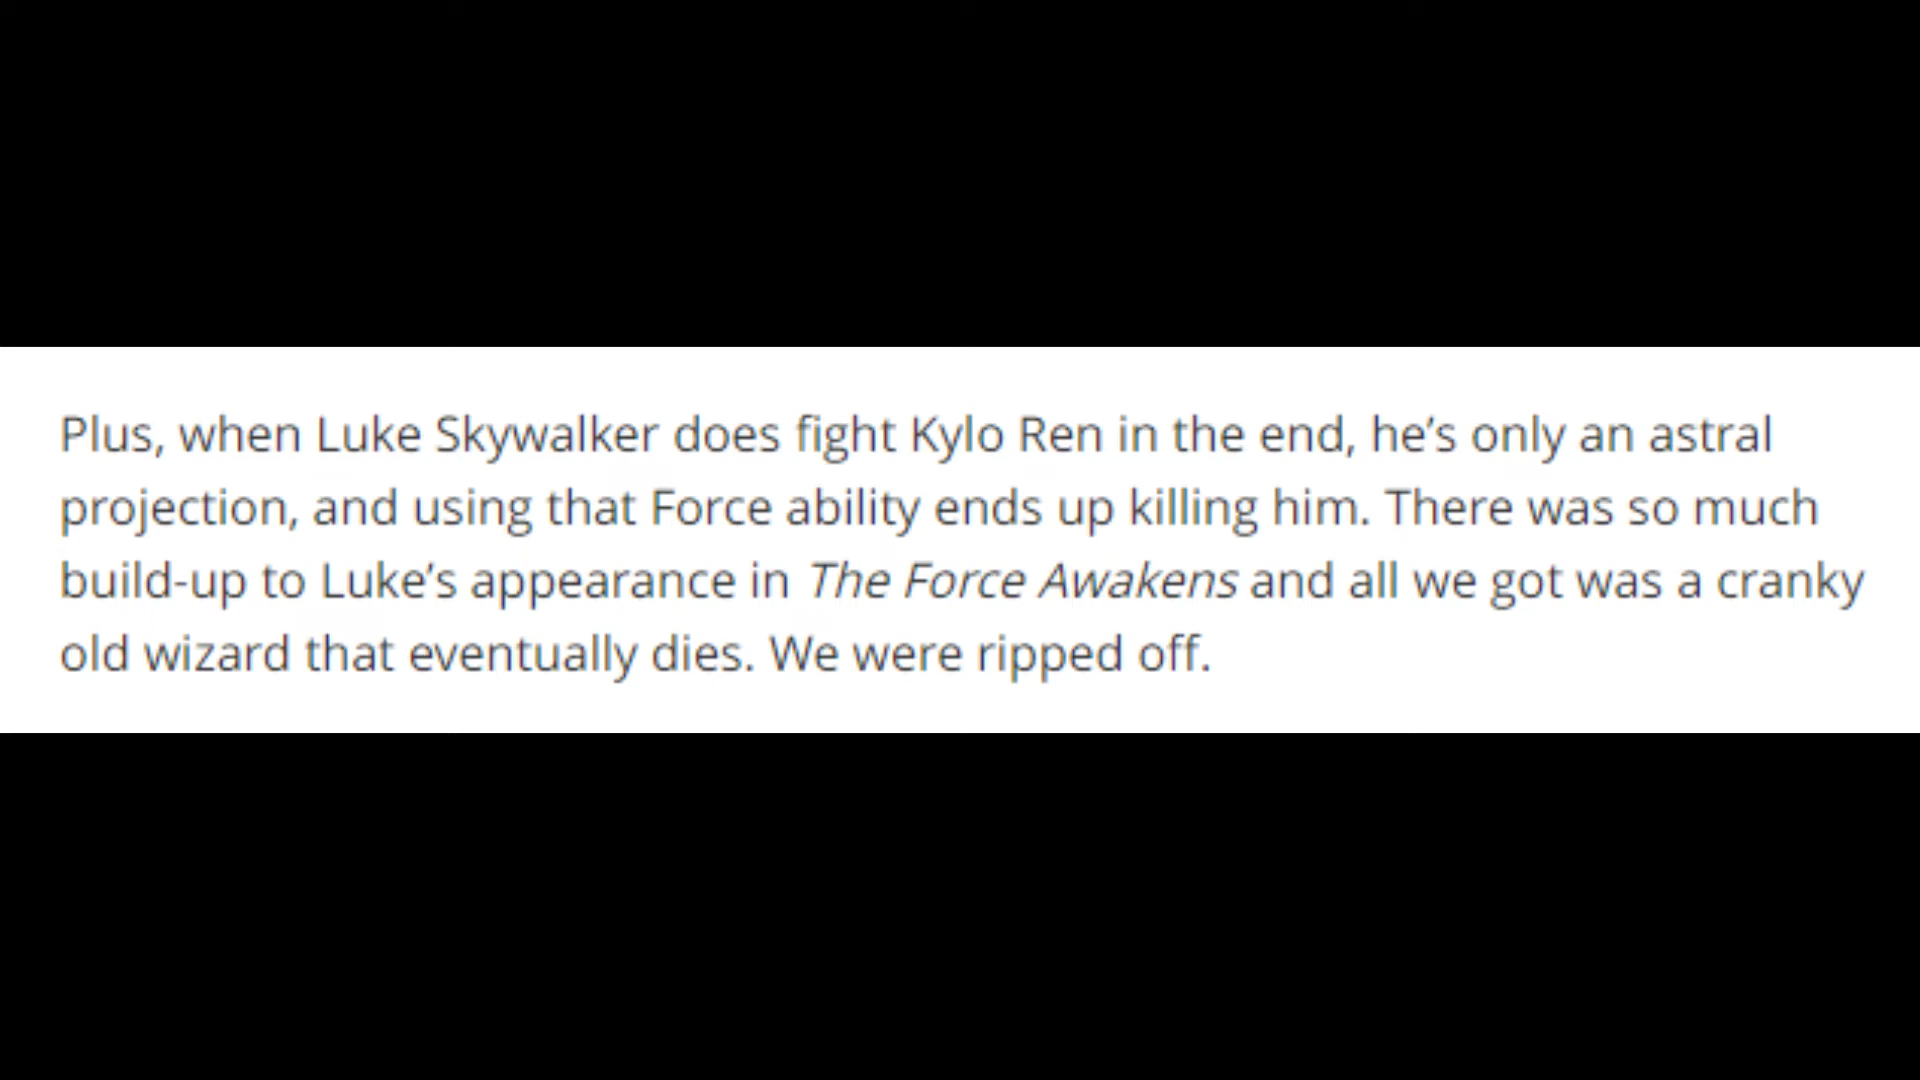 Plus, when Luke Skywalker does fight Kylo Ren in the end, he’s only an astral
projection, and using that Force ability ends up killing him. There was so much
build-up to Luke’s appearance in The Force Awakens and all we got was a cranky
old wizard that eventually dies. We were ripped off.